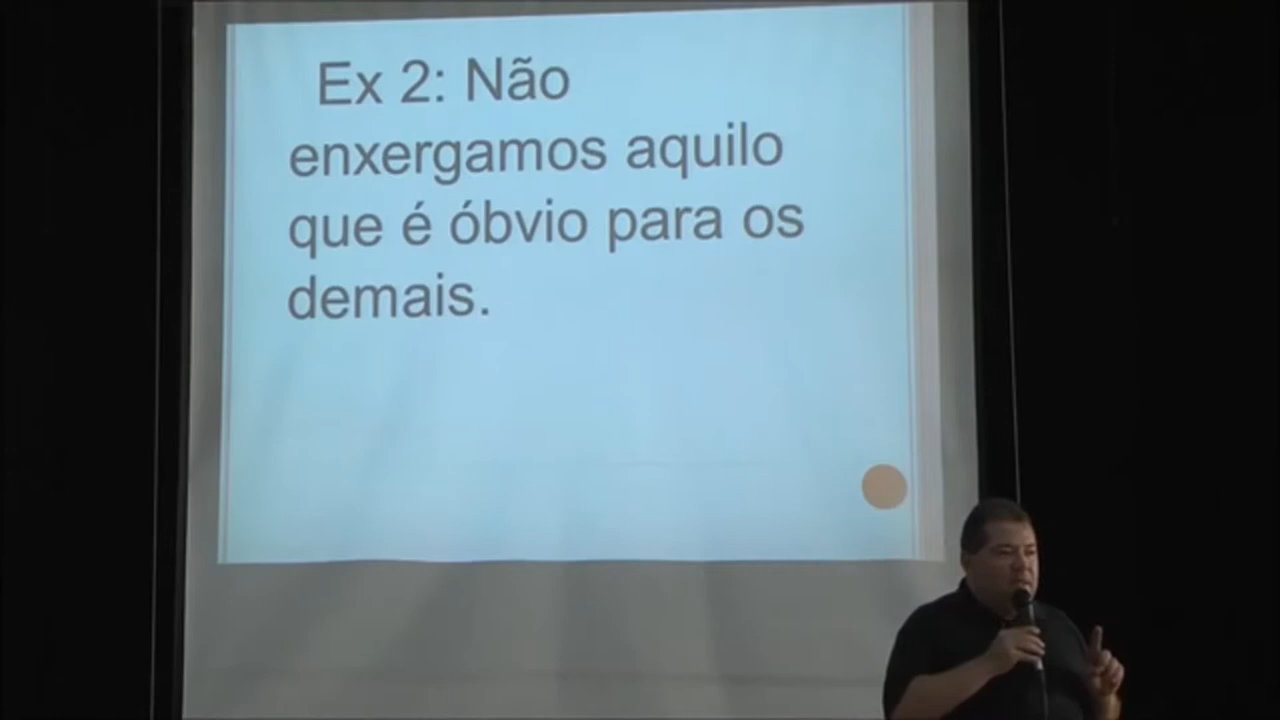 Ex 2: Não
enxergamos aquilo
que é óbvio para os
demais.